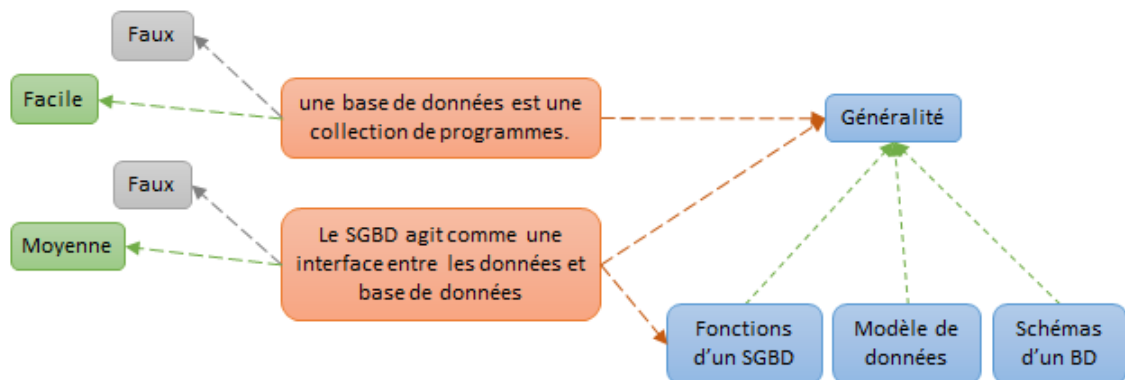 Faux
Facile
une base de données est une
collection de programmes.
Généralité
Faux
Moyenne
Le SGBD agit comme une
interface entre les données et
base de données
Fonctions
d'un SGBD
Modèle de
données
Schémas
d'un BD